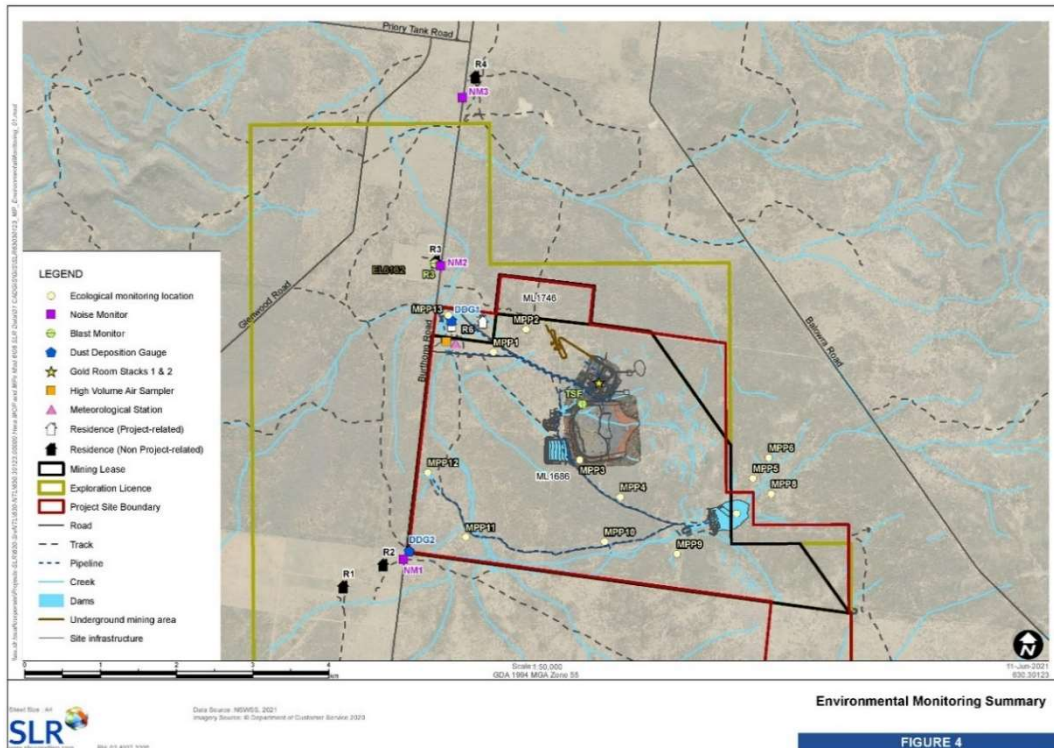 Priory Tank Road
R4
NM3
R3
NM2
R3
EL6162
Glenwood Road
Balowra Road
Burthong Road
ML1746
MPP13
DDG1
MPP2
R6
MPP1
TSF
MPP3
ML1686
MPP4
MPP6
MPP5
MPP8
MPP12
MPP11
MPP10
MPP9
DDG2
R2
NM1
R1
LEGEND
Ecological monitoring location
Noise Monitor
Blast Monitor
Dust Deposition Gauge
Gold Room Stacks 1 & 2
High Volume Air Sampler
Meteorological Station
Residence (Project-related)
Residence (Non Project-related)
Mining Lease
Exploration Licence
Project Site Boundary
Road
Track
Pipeline
Creek
Dams
Underground mining area
Site infrastructure
0 1 2 3 4
km
Scale 1:50,000
GDA 1994 MGA Zone 55
N
11-Jun-2021
630.30123
Sheet Size : A4
SLR
Data Source: NSWSS, 2021
Imagery Source: © Department of Customer Service 2020
Environmental Monitoring Summary
FIGURE 4